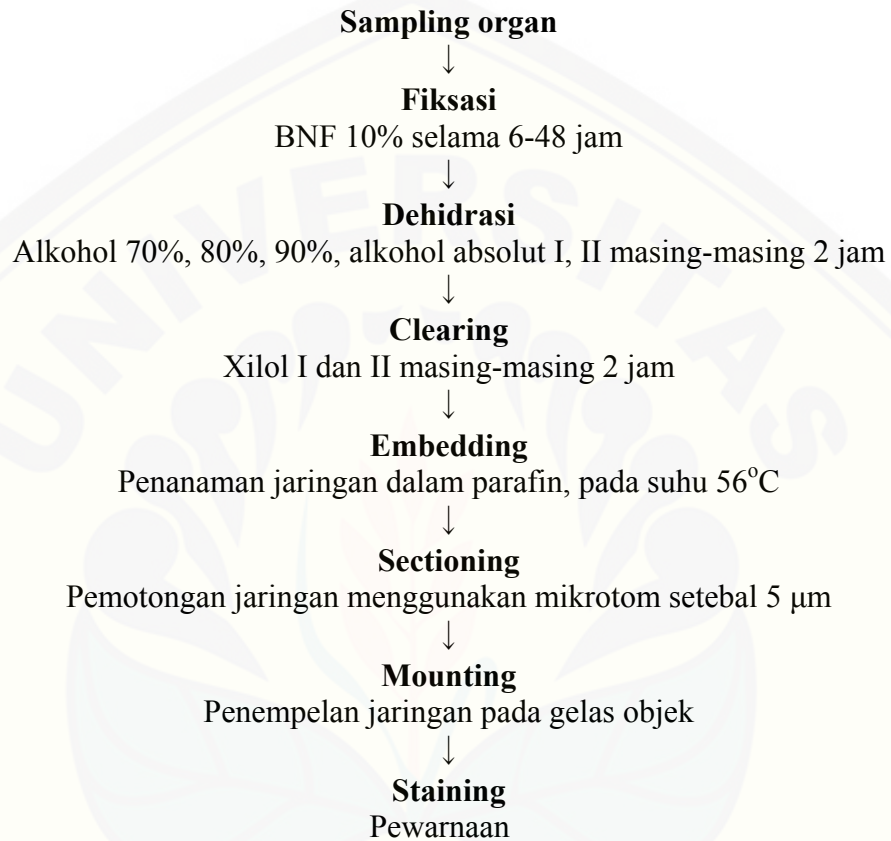 Sampling organ
↓
Fiksasi
BNF 10% selama 6-48 jam
↓
Dehidrasi
Alkohol 70%, 80%, 90%, alkohol absolut I, II masing-masing 2 jam
↓
Clearing
Xilol I dan II masing-masing 2 jam
↓
Embedding
Penanaman jaringan dalam parafin, pada suhu 56°C
↓
Sectioning
Pemotongan jaringan menggunakan mikrotom setebal 5 μm
↓
Mounting
Penempelan jaringan pada gelas objek
↓
Staining
Pewarnaan
UNIVERSITAS